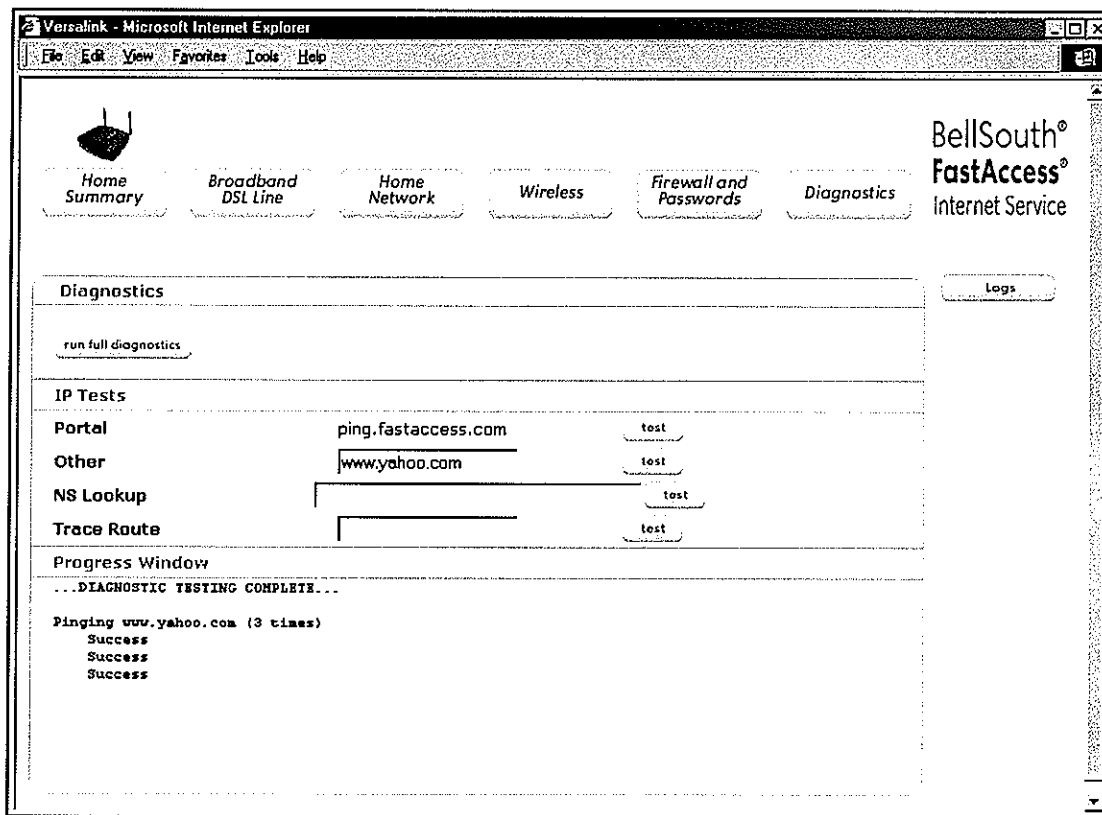 Versalink - Microsoft Internet Explorer
File Edit View Favorites Tools Help
BellSouth®
FastAccess®
Internet Service
Home Summary
Broadband DSL Line
Home Network
Wireless
Firewall and Passwords
Diagnostics
Diagnostics
Logs
run full diagnostics
IP Tests
Portal ping.fastaccess.com test
Other www.yahoo.com test
NS Lookup test
Trace Route test
Progress Window
...DIAGNOSTIC TESTING COMPLETE...
Pinging www.yahoo.com (3 times)
Success
Success
Success